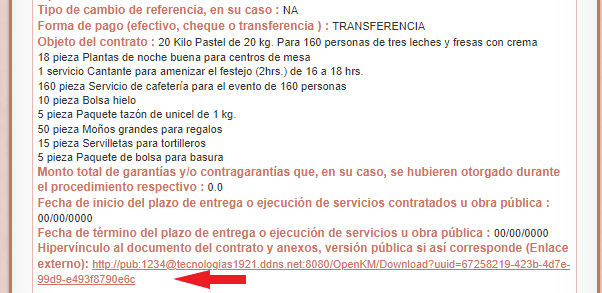 Tipo de cambio de referencia, en su caso : NA
Forma de pago (efectivo, cheque o transferencia ) : TRANSFERENCIA
Objeto del contrato : 20 Kilo Pastel de 20 kg. Para 160 personas de tres leches y fresas con crema
18 pieza Plantas de noche buena para centros de mesa
1 servicio Cantante para amenizar el festejo (2hrs.) de 16 a 18 hrs.
160 pieza Servicio de cafetería para el evento de 160 personas
10 pieza Bolsa hielo
5 pieza Paquete tazón de unicel de 1 kg.
50 pieza Moños grandes para regalos
15 pieza Servilletas para tortilleros
5 pieza Paquete de bolsa para basura
Monto total de garantías y/o contragarantías que, en su caso, se hubieren otorgado durante
el procedimiento respectivo : 0.0
Fecha de inicio del plazo de entrega o ejecución de servicios contratados u obra pública :
00/00/0000
Fecha de término del plazo de entrega o ejecución de servicios u obra pública : 00/00/0000
Hipervínculo al documento del contrato y anexos, versión pública si así corresponde (Enlace
externo): http://pub:1234@tecnologias1921.ddns.net:8080/OpenKM/Download?uuid=67258219-423b-4d7e-
99d9-e493f8790e6c